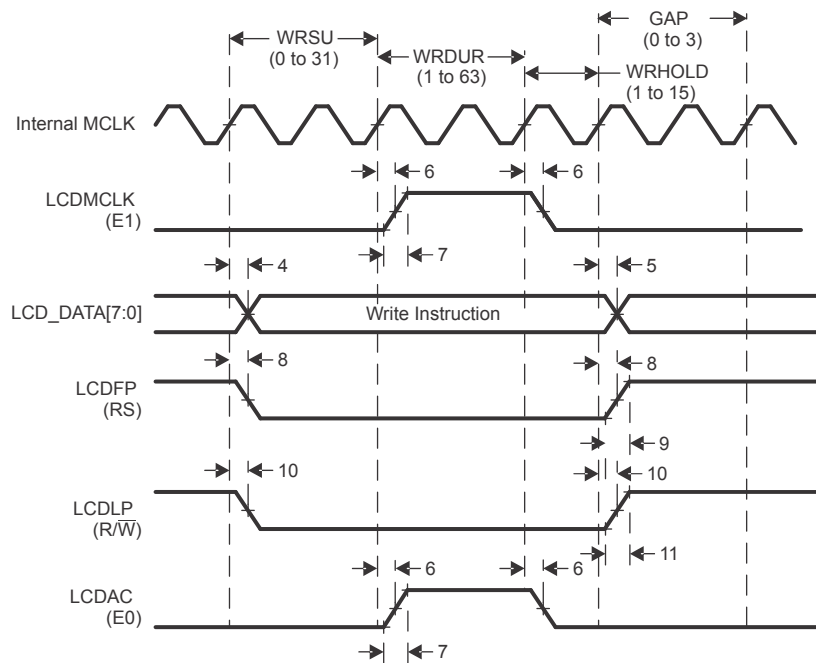 GAP
(0 to 3)
WRSU
(0 to 31)
WRDUR
(1 to 63)
WRHOLD
(1 to 15)
Internal MCLK
6
6
LCDMCLK
(E1)
7
4
5
LCD_DATA[7:0]
Write Instruction
8
8
LCDFP
(RS)
9
10
10
LCDLP
(R/W̅)
11
6
6
LCDAC
(E0)
7